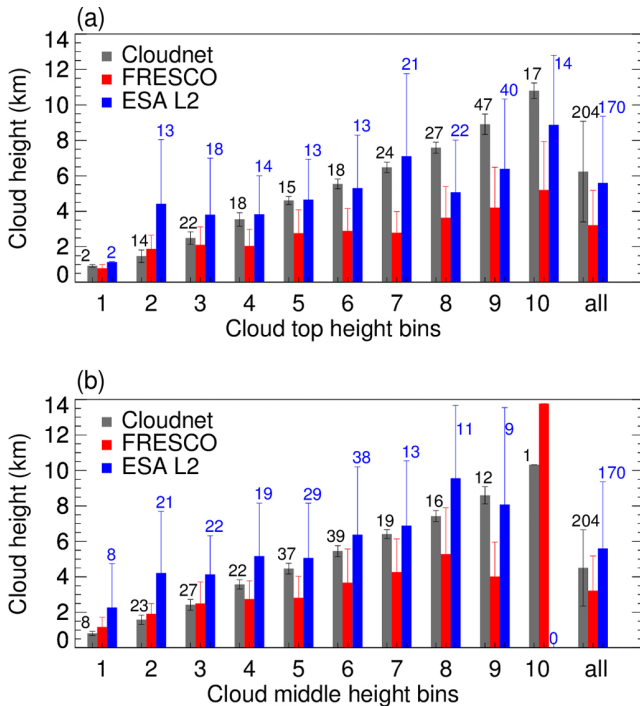 (a)
14
12
10
8
6
4
2
0
Cloud height (km)
Cloudnet
FRESCO
ESA L2
2 2
14 13
22 18
18 14
15 13
18 13
24 21
27 22
47 40
17 14
204 170
1 2 3 4 5 6 7 8 9 10 all
Cloud top height bins
(b)
14
12
10
8
6
4
2
0
Cloud height (km)
Cloudnet
FRESCO
ESA L2
8 8
23 21
27 22
22 19
37 29
39 38
19 13
16 11
12 9
1 0
204 170
1 2 3 4 5 6 7 8 9 10 all
Cloud middle height bins